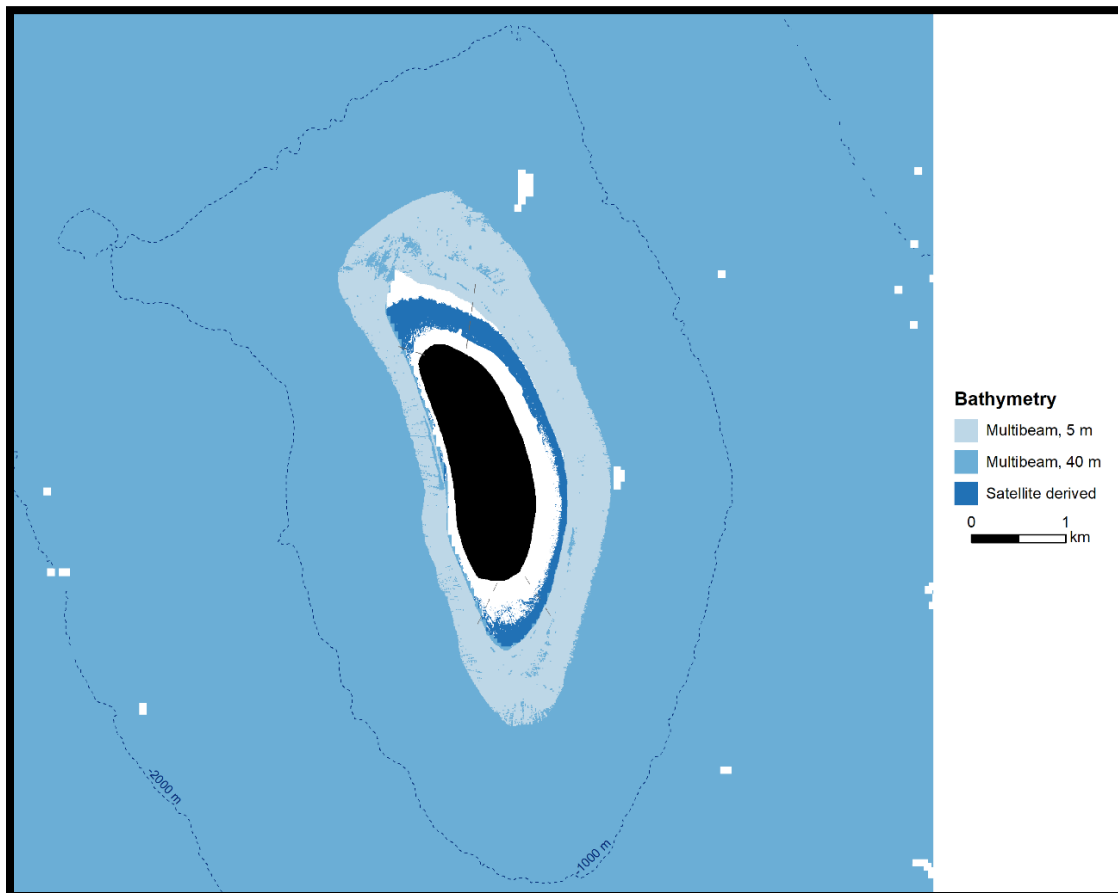 Bathymetry
Multibeam, 5 m
Multibeam, 40 m
Satellite derived
0 1
km
-2000 m
-1000 m